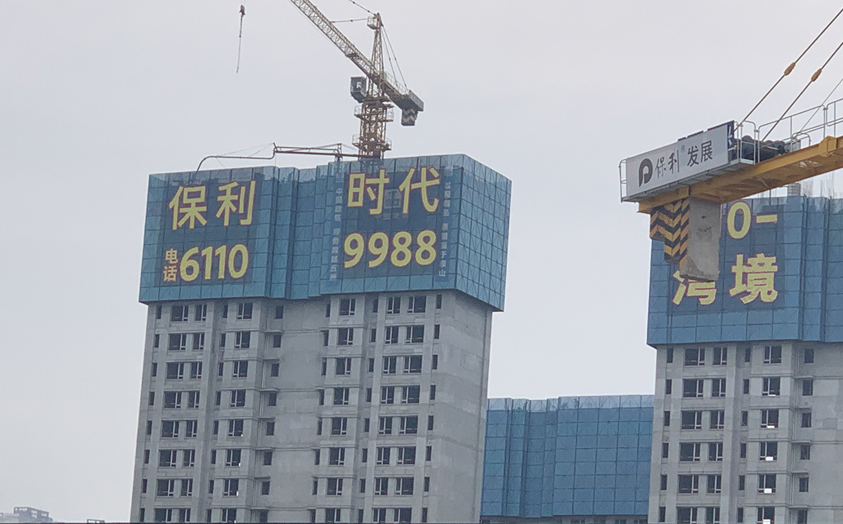 保利
时代
电话6110
9988
保利发展
0-
湾境